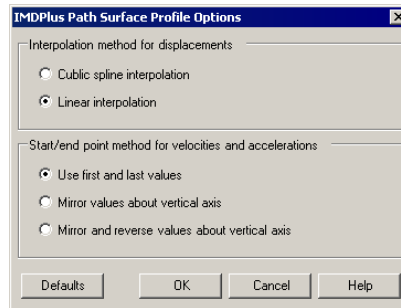 IMDPlus Path Surface Profile Options
Interpolation method for displacements
Cublic spline interpolation
Linear interpolation
Start/end point method for velocities and accelerations
Use first and last values
Mirror values about vertical axis
Mirror and reverse values about vertical axis
Defaults OK Cancel Help